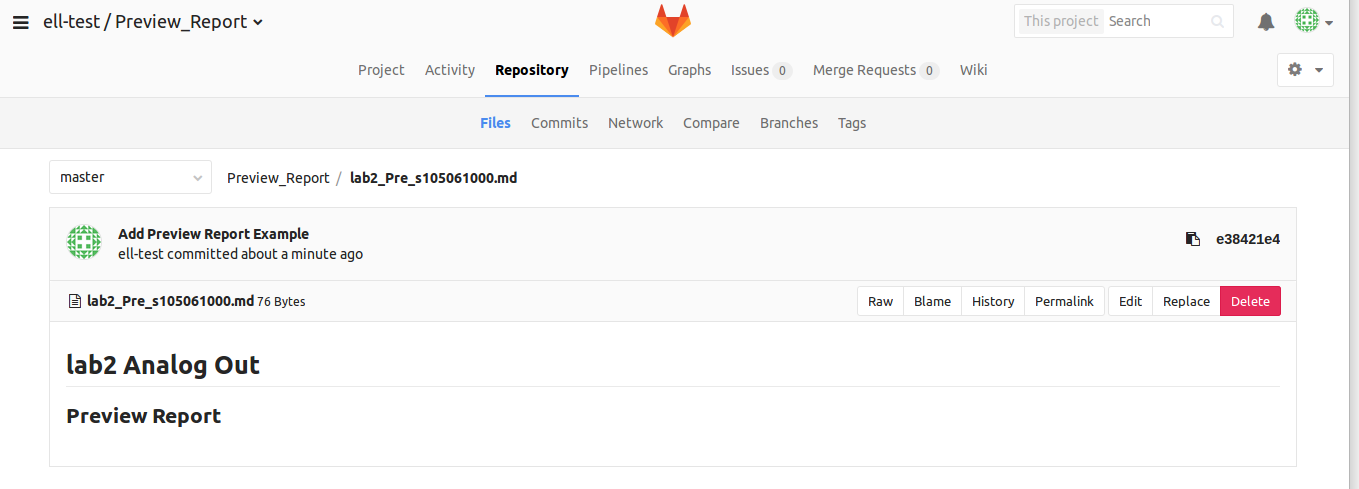 ell-test / Preview_Report
This project Search
Project Activity Repository Pipelines Graphs Issues 0 Merge Requests 0 Wiki
Files Commits Network Compare Branches Tags
master Preview_Report / lab2_Pre_s105061000.md
Add Preview Report Example
ell-test committed about a minute ago
e38421e4
lab2_Pre_s105061000.md 76 Bytes Raw Blame History Permalink Edit Replace Delete
lab2 Analog Out
Preview Report